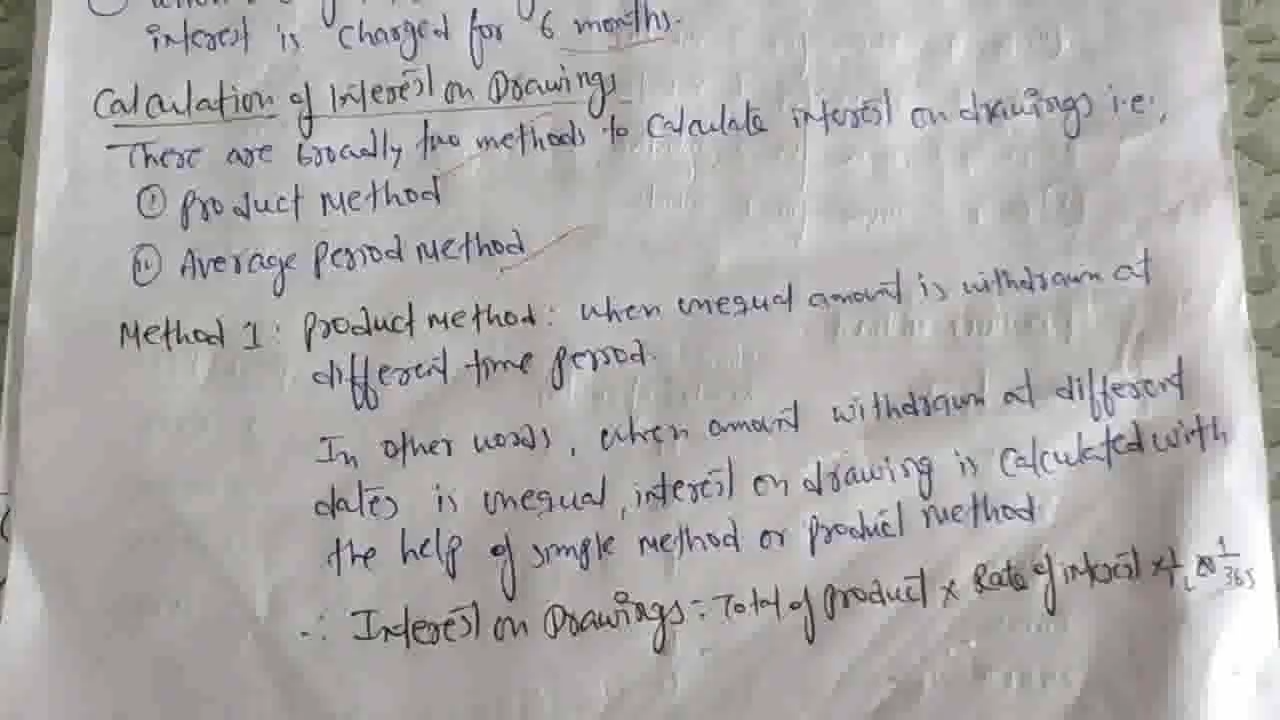 interest is charged for 6 months.
Calculation of Interest on Drawings
There are broadly two methods to calculate interest on drawings i.e.,
(i) Product Method
(ii) Average Period Method
Method 1: Product method: when unequal amount is withdrawn at
different time period.
In other words, when amount withdrawn at different
dates is unequal, interest on drawing is calculated with
the help of simple method or product method.
∴ Interest on Drawings = Total of product × Rate of interest × or 1/365